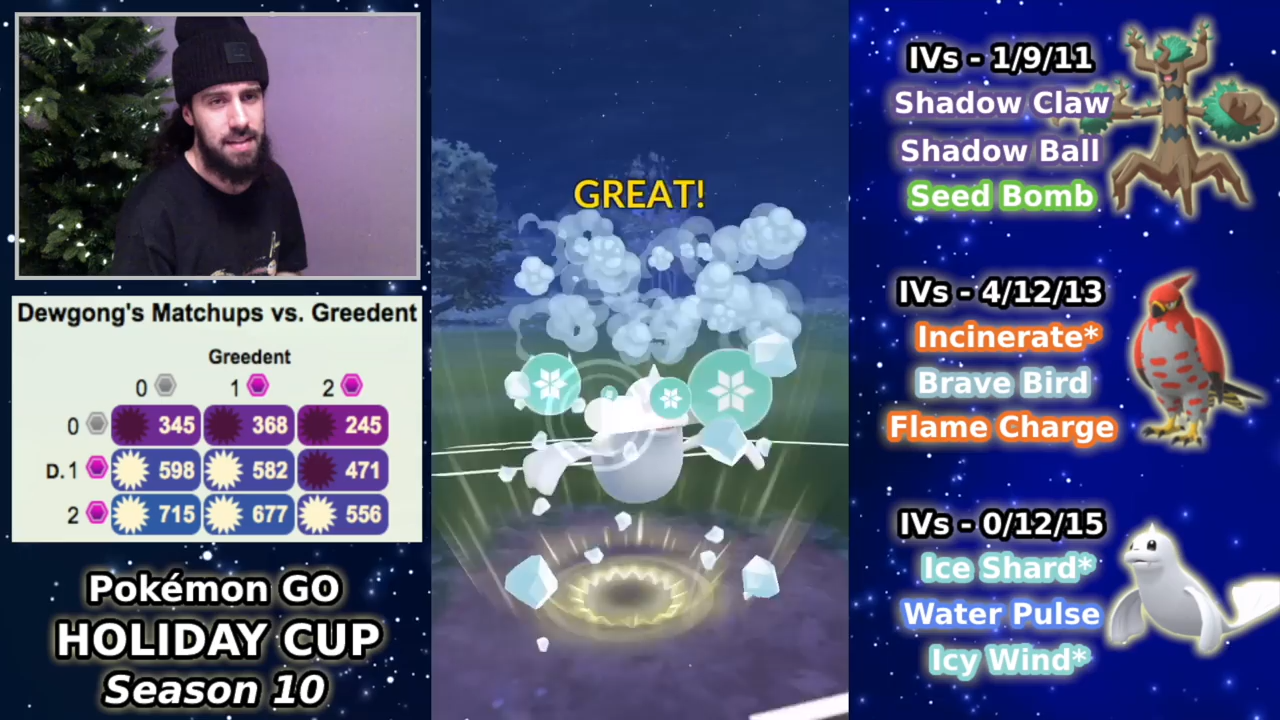 Dewgong's Matchups vs. Greedent
Greedent
0 1 2
0 345 368 245
D. 1 598 582 471
2 715 677 556
Pokémon GO
HOLIDAY CUP
Season 10
GREAT!
IVs - 1/9/11
Shadow Claw
Shadow Ball
Seed Bomb
IVs - 4/12/13
Incinerate*
Brave Bird
Flame Charge
IVs - 0/12/15
Ice Shard*
Water Pulse
Icy Wind*